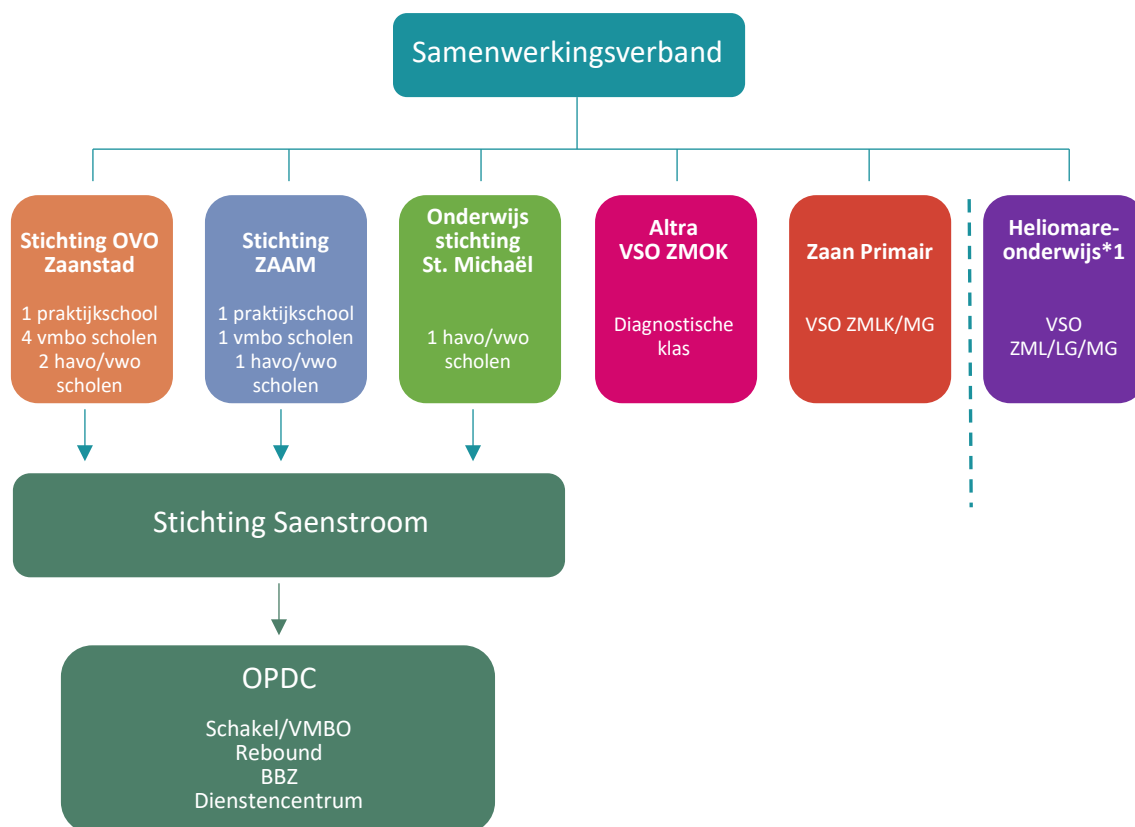 Samenwerkingsverband
Stichting OVO
Zaanstad
1 praktijkschool
4 vmbo scholen
2 havo/vwo
scholen
Stichting
ZAAM
1 praktijkschool
1 vmbo scholen
1 havo/vwo
scholen
Onderwijs
stichting
St. Michaël
1 havo/vwo
scholen
Altra
VSO ZMOK
Diagnostische
klas
Zaan Primair
VSO ZMLK/MG
Heliomare-
onderwijs*1
VSO
ZML/LG/MG
Stichting Saenstroom
OPDC
Schakel/VMBO
Rebound
BBZ
Dienstencentrum